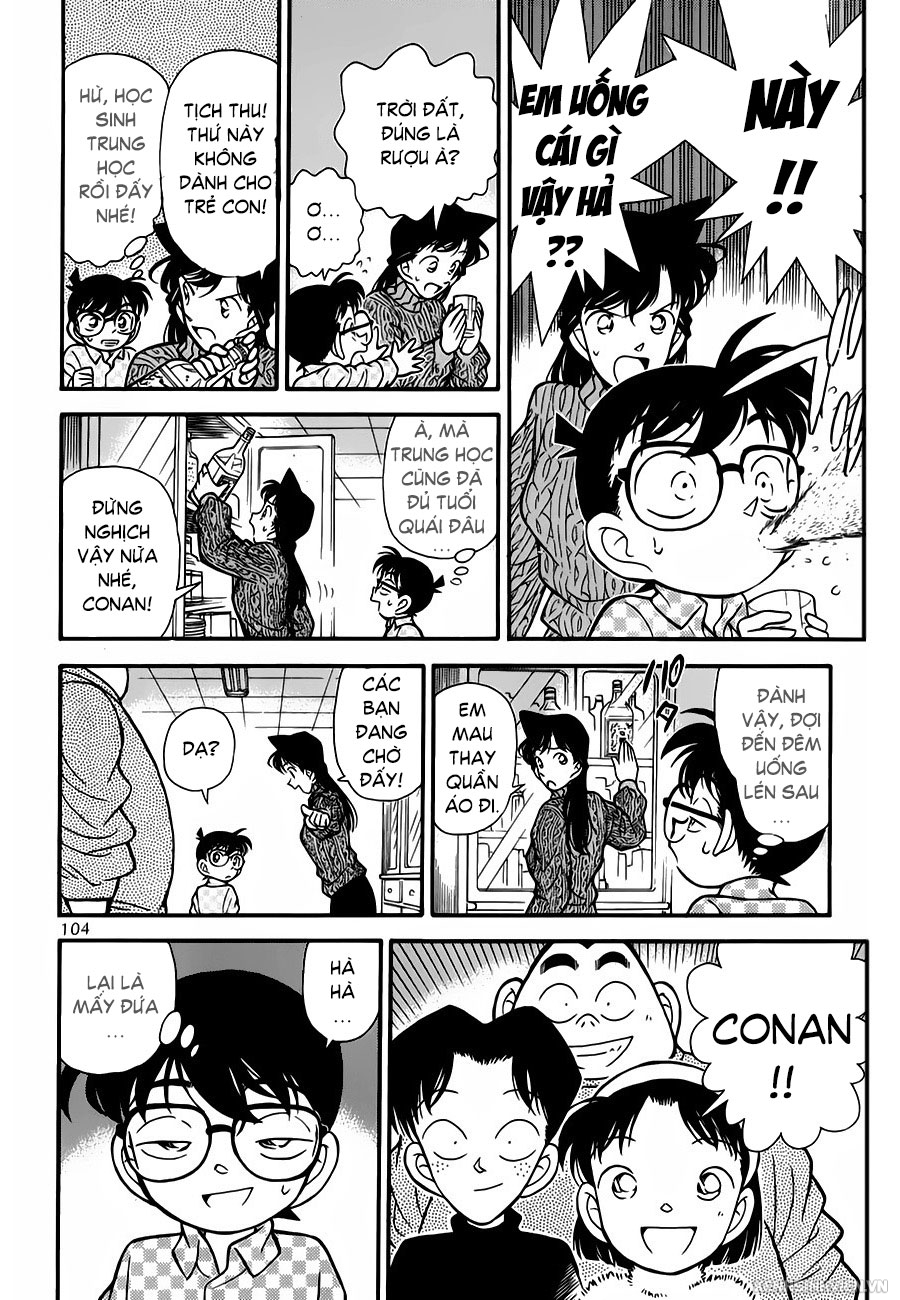 NÀY
!!
EM UỐNG
CÁI GÌ
VẬY HẢ
??
TRỜI ĐẤT,
ĐÚNG LÀ
RƯỢU À?
Ơ...
Ơ...
TỊCH THU!
THỨ NÀY
KHÔNG
DÀNH CHO
TRẺ CON!
HỪ, HỌC
SINH
TRUNG
HỌC
RỒI ĐẤY
NHÉ!
À, MÀ
TRUNG HỌC
CŨNG ĐÃ
ĐỦ TUỔI
QUÁI ĐÂU
...
ĐỪNG
NGHỊCH
VẬY NỮA
NHÉ,
CONAN!
ĐÀNH
VẬY, ĐỢI
ĐẾN ĐÊM
UỐNG
LÉN SAU
...
EM
MAU
THAY
QUẦN
ÁO ĐI.
CÁC
BẠN
ĐANG
CHỜ
ĐẤY!
DẠ?
104
CONAN
!!
HÀ
HÀ
...
LẠI LÀ
MẤY ĐỨA
...